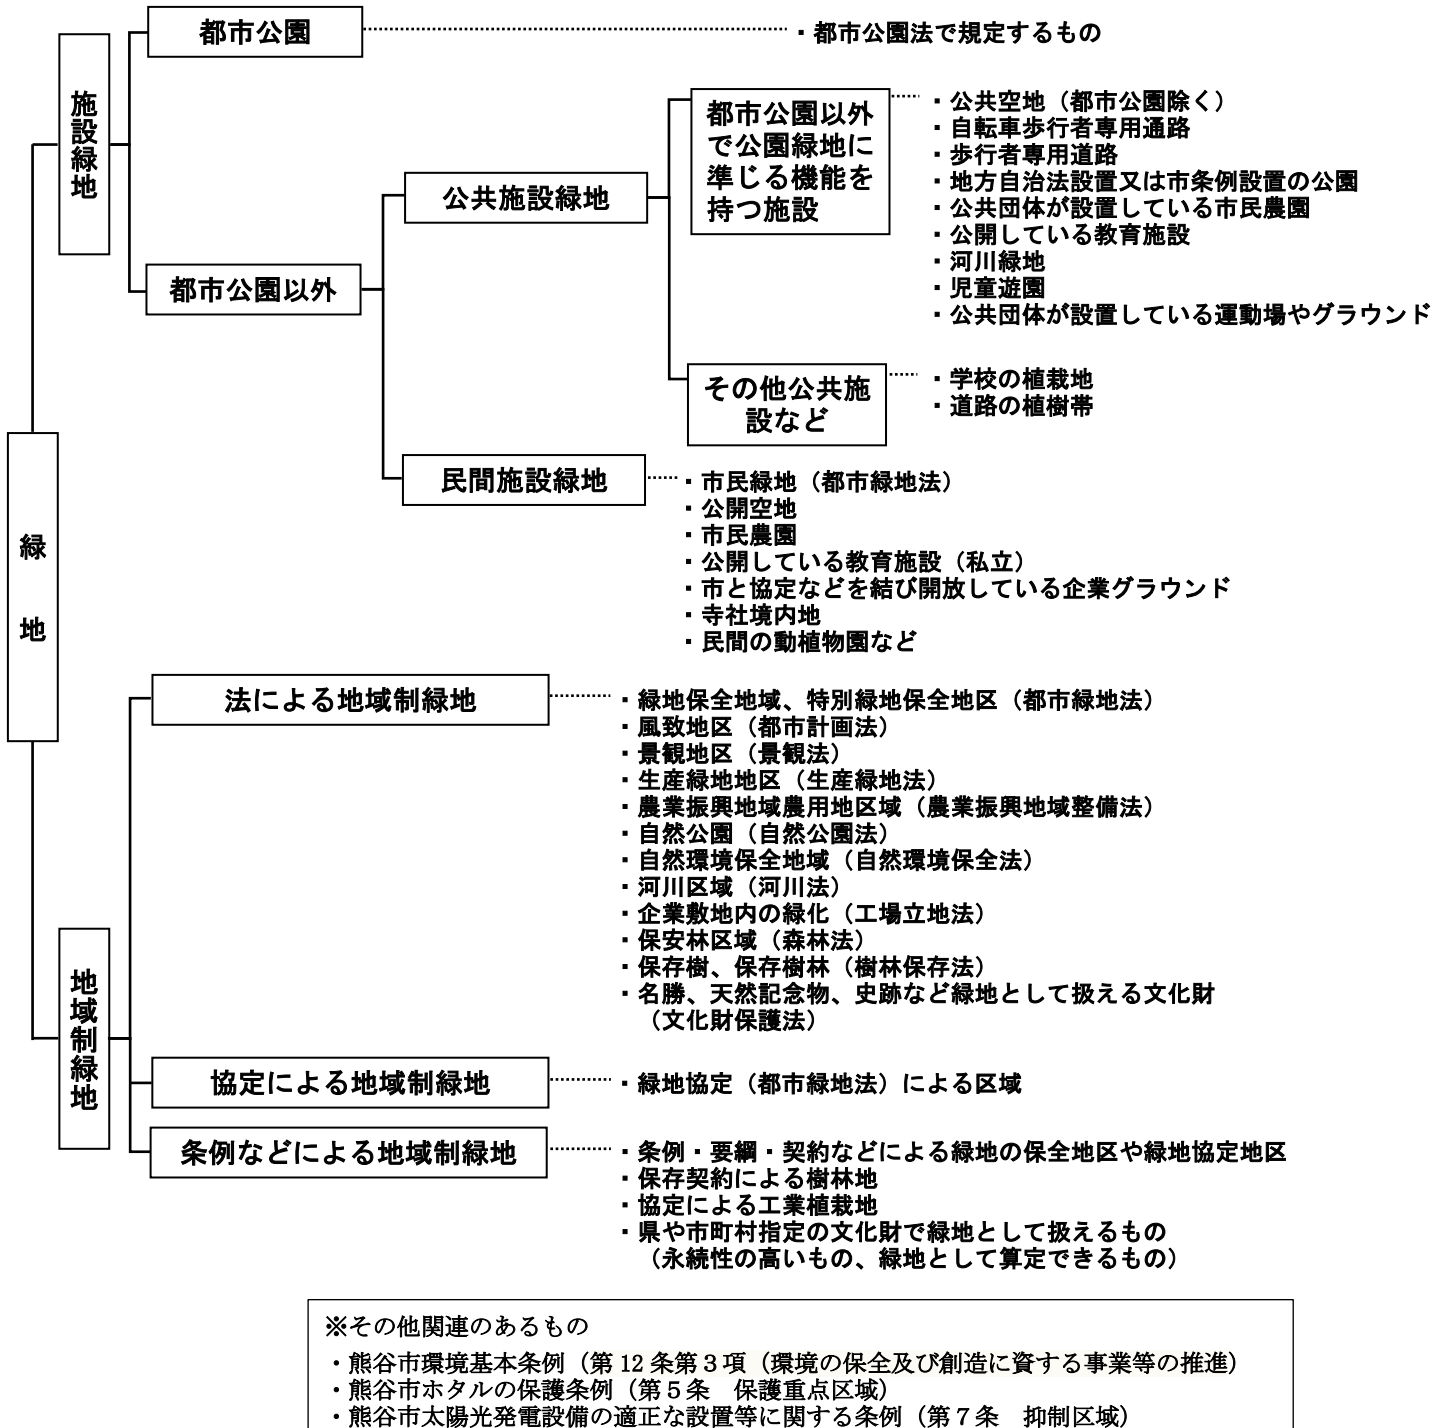 緑地
施設緑地
都市公園
・都市公園法で規定するもの
都市公園以外
公共施設緑地
都市公園以外
で公園緑地に
準じる機能を
持つ施設
・公共空地（都市公園除く）
・自転車歩行者専用通路
・歩行者専用道路
・地方自治法設置又は市条例設置の公園
・公共団体が設置している市民農園
・公開している教育施設
・河川緑地
・児童遊園
・公共団体が設置している運動場やグラウンド
その他公共施
設など
・学校の植栽地
・道路の植樹帯
民間施設緑地
・市民緑地（都市緑地法）
・公開空地
・市民農園
・公開している教育施設（私立）
・市と協定などを結び開放している企業グラウンド
・寺社境内地
・民間の動植物園など
地域制緑地
法による地域制緑地
・緑地保全地域、特別緑地保全地区（都市緑地法）
・風致地区（都市計画法）
・景観地区（景観法）
・生産緑地地区（生産緑地法）
・農業振興地域農用地区域（農業振興地域整備法）
・自然公園（自然公園法）
・自然環境保全地域（自然環境保全法）
・河川区域（河川法）
・企業敷地内の緑化（工場立地法）
・保安林区域（森林法）
・保存樹、保存樹林（樹林保存法）
・名勝、天然記念物、史跡など緑地として扱える文化財
（文化財保護法）
協定による地域制緑地
・緑地協定（都市緑地法）による区域
条例などによる地域制緑地
・条例・要綱・契約などによる緑地の保全地区や緑地協定地区
・保存契約による樹林地
・協定による工業植栽地
・県や市町村指定の文化財で緑地として扱えるもの
（永続性の高いもの、緑地として算定できるもの）
※その他関連のあるもの
・熊谷市環境基本条例（第 12 条第３項（環境の保全及び創造に資する事業等の推進）
・熊谷市ホタルの保護条例（第５条　保護重点区域）
・熊谷市太陽光発電設備の適正な設置等に関する条例（第７条　抑制区域）